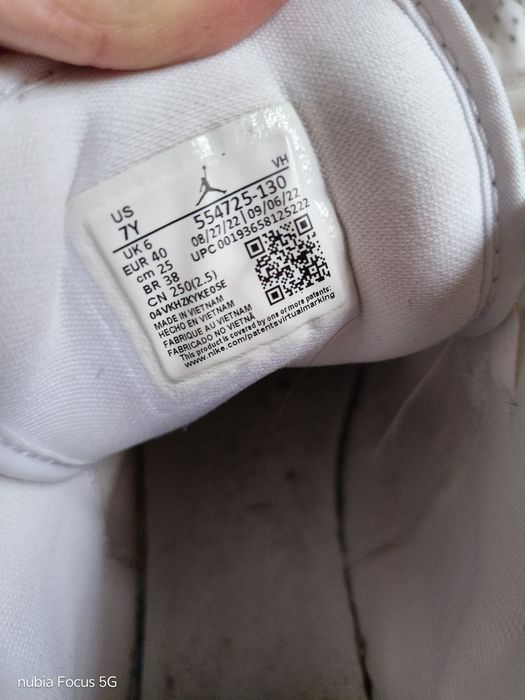 US
7Y
VH
554725-130
08/27/22 | 09/06/22
UPC 00193658125222
UK 6
EUR 40
cm 25
BR 38
CN 250(2.5)
04VKHZKYKE0SE
MADE IN VIETNAM
HECHO EN VIETNAM
FABRIQUE AU VIETNAM
FABRICADO NO VIETNÃ
This product is covered by one or more patents:
www.nike.com/patentsvirtualmarking
nubia Focus 5G